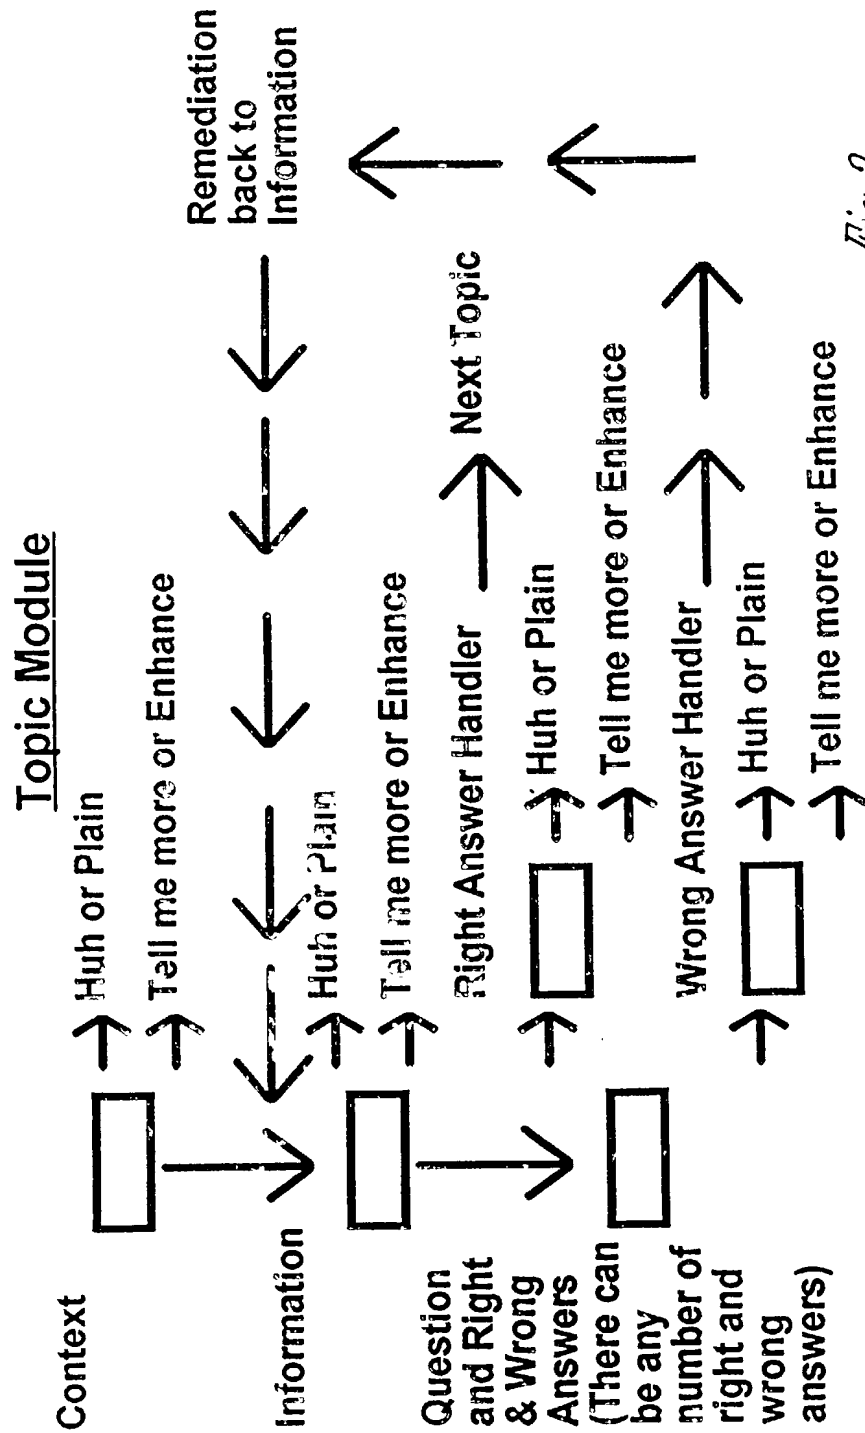 Topic Module
Context
Huh or Plain
Tell me more or Enhance
Remediation
back to
Information
Information
Huh or Plain
Tell me more or Enhance
Question
and Right
& Wrong
Answers
(There can
be any
number of
right and
wrong
answers)
Right Answer Handler
Next Topic
Huh or Plain
Tell me more or Enhance
Wrong Answer Handler
Huh or Plain
Tell me more or Enhance